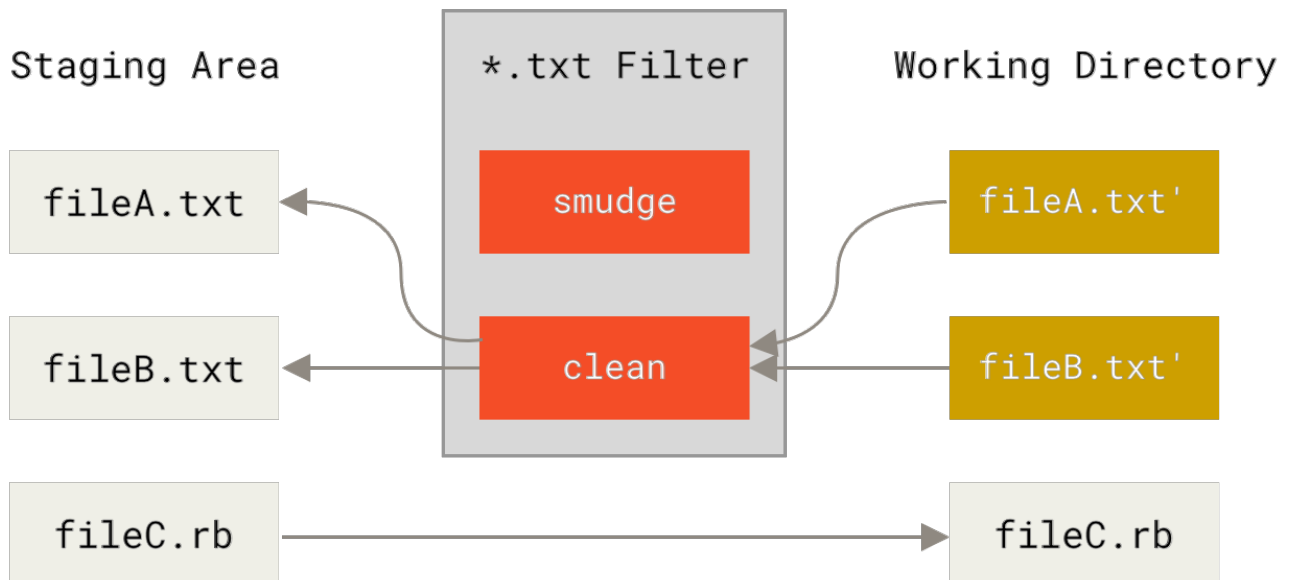 Staging Area
*.txt Filter
Working Directory
fileA.txt
smudge
fileA.txt'
fileB.txt
clean
fileB.txt'
fileC.rb
fileC.rb